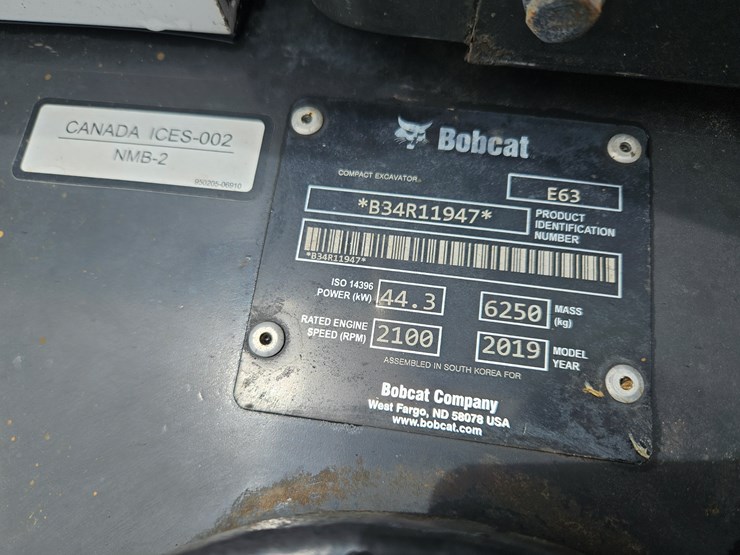 CANADA ICES-002
NMB-2
950205-06910
Bobcat
COMPACT EXCAVATOR
E63
*B34R11947*
PRODUCT
IDENTIFICATION
NUMBER
*B34R11947*
ISO 14396
POWER (kW)
44.3
6250
MASS
(kg)
RATED ENGINE
SPEED (RPM)
2100
2019
MODEL
YEAR
ASSEMBLED IN SOUTH KOREA FOR
Bobcat Company
West Fargo, ND 58078 USA
www.bobcat.com